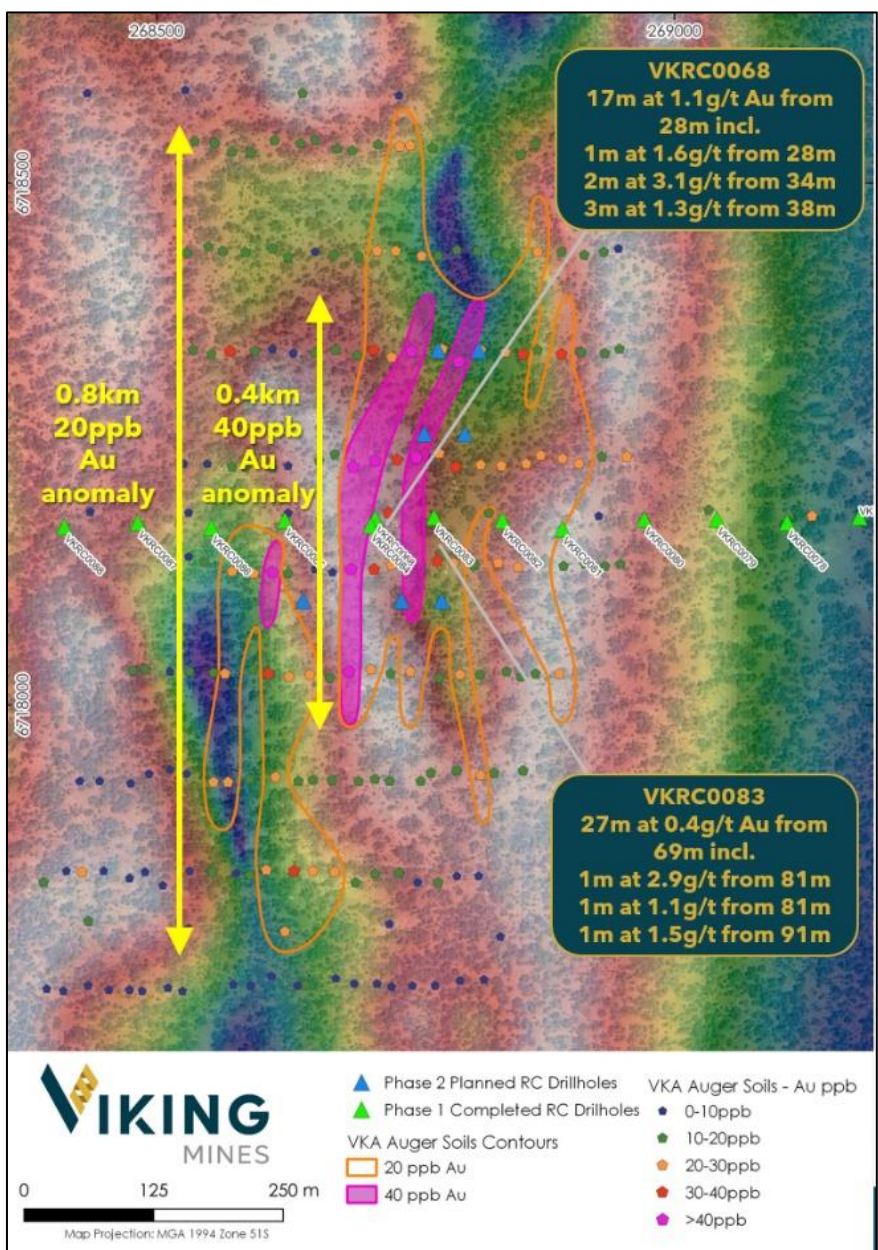 268500
269000
6718500
6718000
VKRC0068
17m at 1.1g/t Au from
28m incl.
1m at 1.6g/t from 28m
2m at 3.1g/t from 34m
3m at 1.3g/t from 38m
0.8km
20ppb
Au
anomaly
0.4km
40ppb
Au
anomaly
VKRC0088
VKRC0087
VKRC0084
VKRC0083
VKRC0082
VKRC0081
VKRC0080
VKRC0079
VKRC0078
VK
VKRC0083
27m at 0.4g/t Au from
69m incl.
1m at 2.9g/t from 81m
1m at 1.1g/t from 81m
1m at 1.5g/t from 91m
VIKING
MINES
0 125 250 m
Map Projection: MGA 1994 Zone 51S
Phase 2 Planned RC Drillholes
Phase 1 Completed RC Drilholes
VKA Auger Soils Contours
20 ppb Au
40 ppb Au
VKA Auger Soils - Au ppb
0-10ppb
10-20ppb
20-30ppb
30-40ppb
>40ppb